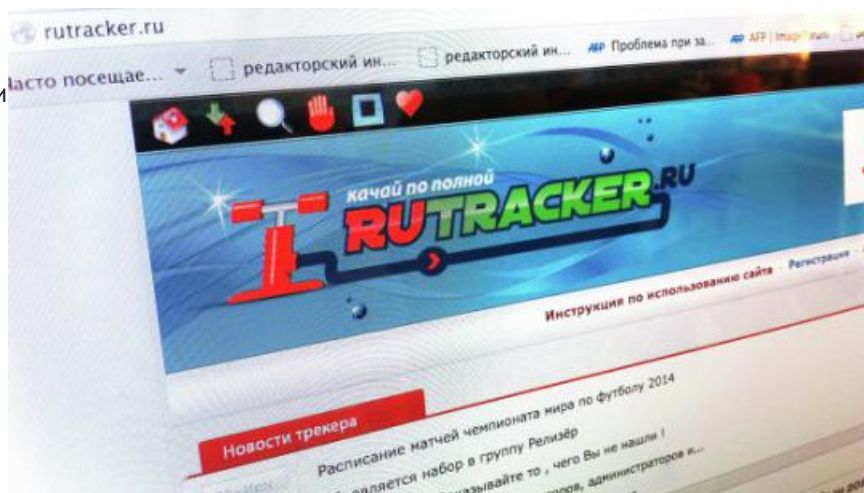 rutracker.ru
Часто посещае...
редакторский ин...
редакторский ин...
AFP Проблема при за...
AFP AFP |
и
качай по полной
RUTRACKER.RU
Инструкция по использованию сайта · Регистрация ·
Новости трекера
Расписание матчей чемпионата мира по футболу 2014
набор в группу Релизёр
то , чего Вы не нашли !
администраторов и...